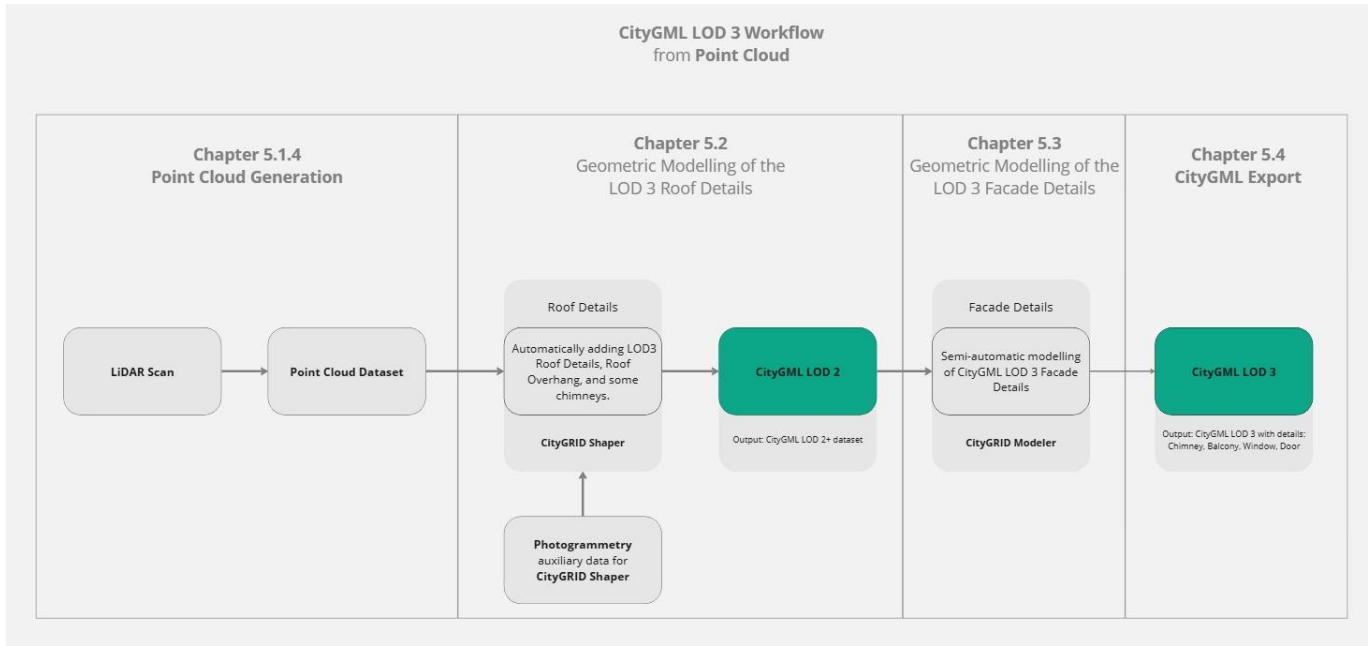 CityGML LOD 3 Workflow
from Point Cloud
Chapter 5.1.4
Point Cloud Generation
Chapter 5.2
Geometric Modelling of the
LOD 3 Roof Details
Chapter 5.3
Geometric Modelling of the
LOD 3 Facade Details
Chapter 5.4
CityGML Export
LiDAR Scan
Point Cloud Dataset
Roof Details
Automatically adding LOD3
Roof Details, Roof
Overhang, and some
chimneys.
CityGRID Shaper
Photogrammetry
auxiliary data for
CityGRID Shaper
CityGML LOD 2
Output: CityGML LOD 2+ dataset
Facade Details
Semi-automatic modelling
of CityGML LOD 3 Facade
Details
CityGRID Modeler
CityGML LOD 3
Output: CityGML LOD 3 with details:
Chimney, Balcony, Window, Door